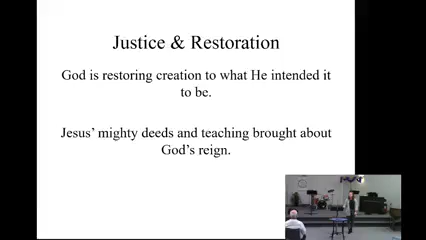 Justice & Restoration
God is restoring creation to what He intended it
to be.
Jesus’ mighty deeds and teaching brought about
God’s reign.